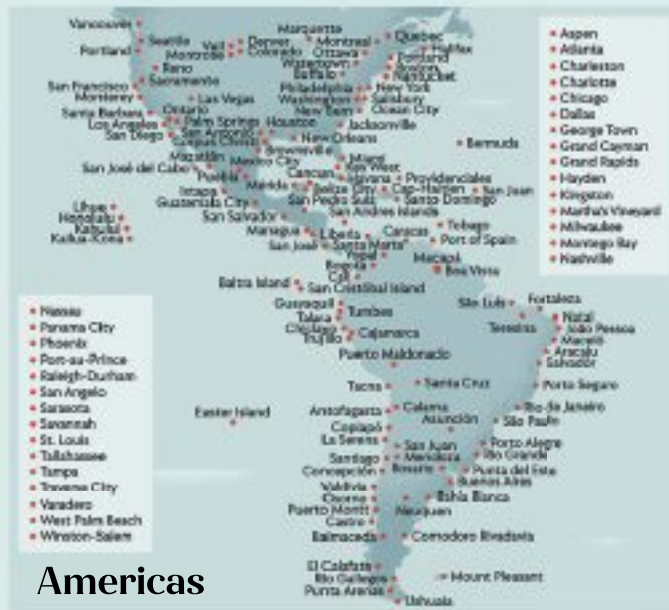 Vancouver
Seattle
Portland
Reno
Sacramento
San Francisco
Monterey
Las Vegas
Santa Barbara
Ontario
Palm Springs
Los Angeles
San Diego
Vail
Montrose
Denver
Colorado
Marquette
Montreal
Ottawa
Watertown
Buffalo
Quebec
Halifax
Portland
Boston
Nantucket
Philadelphia
New York
Washington
Salisbury
New Bern
Ocean City
Jacksonville
San Antonio
Houston
Corpus Christi
New Orleans
Brownsville
Bermuda
Mazatlan
Mexico City
San José del Cabo
Puebla
Ixtapa
Mérida
Cancun
Miami
Key West
Havana
Providenciales
Guatemala City
Belize City
Cap-Haïtien
San Juan
San Pedro Sula
Santo Domingo
San Salvador
San Andres Islands
Managua
Liberia
Caracas
Tobago
San José
Santa Marta
Port of Spain
Yopal
Bogota
Cali
Macapá
Boa Vista
Lihue
Honolulu
Kahului
Kailua-Kona
Baltra Island
San Cristóbal Island
Guayaquil
Tumbes
Talara
Chiclayo
Trujillo
Cajamarca
São Luís
Fortaleza
Teresina
Natal
João Pessoa
Maceió
Aracaju
Salvador
Puerto Maldonado
Tacna
Santa Cruz
Porto Seguro
Easter Island
Antofagasta
Calama
Asunción
Rio de Janeiro
São Paulo
Copiapó
La Serena
San Juan
Porto Alegre
Santiago
Mendoza
Rio Grande
Concepción
Rosario
Punta del Este
Buenos Aires
Valdivia
Osorno
Bahía Blanca
Puerto Montt
Neuquen
Castro
Balmaceda
Comodoro Rivadavia
El Calafate
Río Gallegos
Mount Pleasant
Punta Arenas
Ushuaia
Aspen
Atlanta
Charleston
Charlotte
Chicago
Dallas
George Town
Grand Cayman
Grand Rapids
Hayden
Kingston
Martha's Vineyard
Milwaukee
Montego Bay
Nashville
Nassau
Panama City
Phoenix
Port-au-Prince
Raleigh-Durham
San Angelo
Sarasota
Savannah
St. Louis
Tallahassee
Tampa
Traverse City
Varadero
West Palm Beach
Winston-Salem
Americas